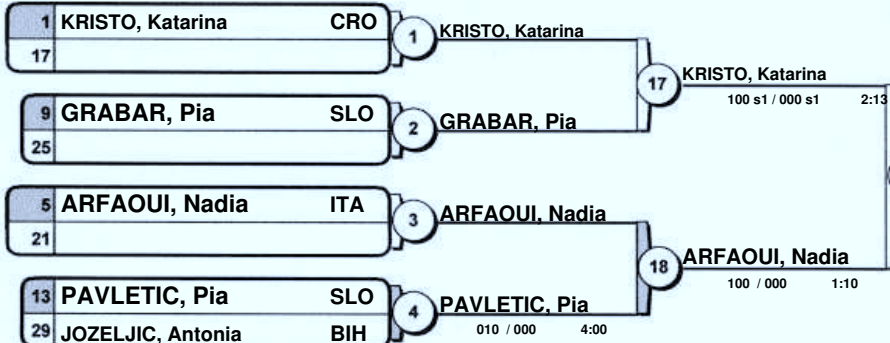 1 KRISTO, Katarina CRO
17
1 KRISTO, Katarina
17 KRISTO, Katarina
100 s1 / 000 s1 2:13
9 GRABAR, Pia SLO
25
2 GRABAR, Pia
5 ARFAOUI, Nadia ITA
21
3 ARFAOUI, Nadia
18 ARFAOUI, Nadia
100 / 000 1:10
13 PAVLETIC, Pia SLO
29 JOZELJIC, Antonia BIH
4 PAVLETIC, Pia
010 / 000 4:00